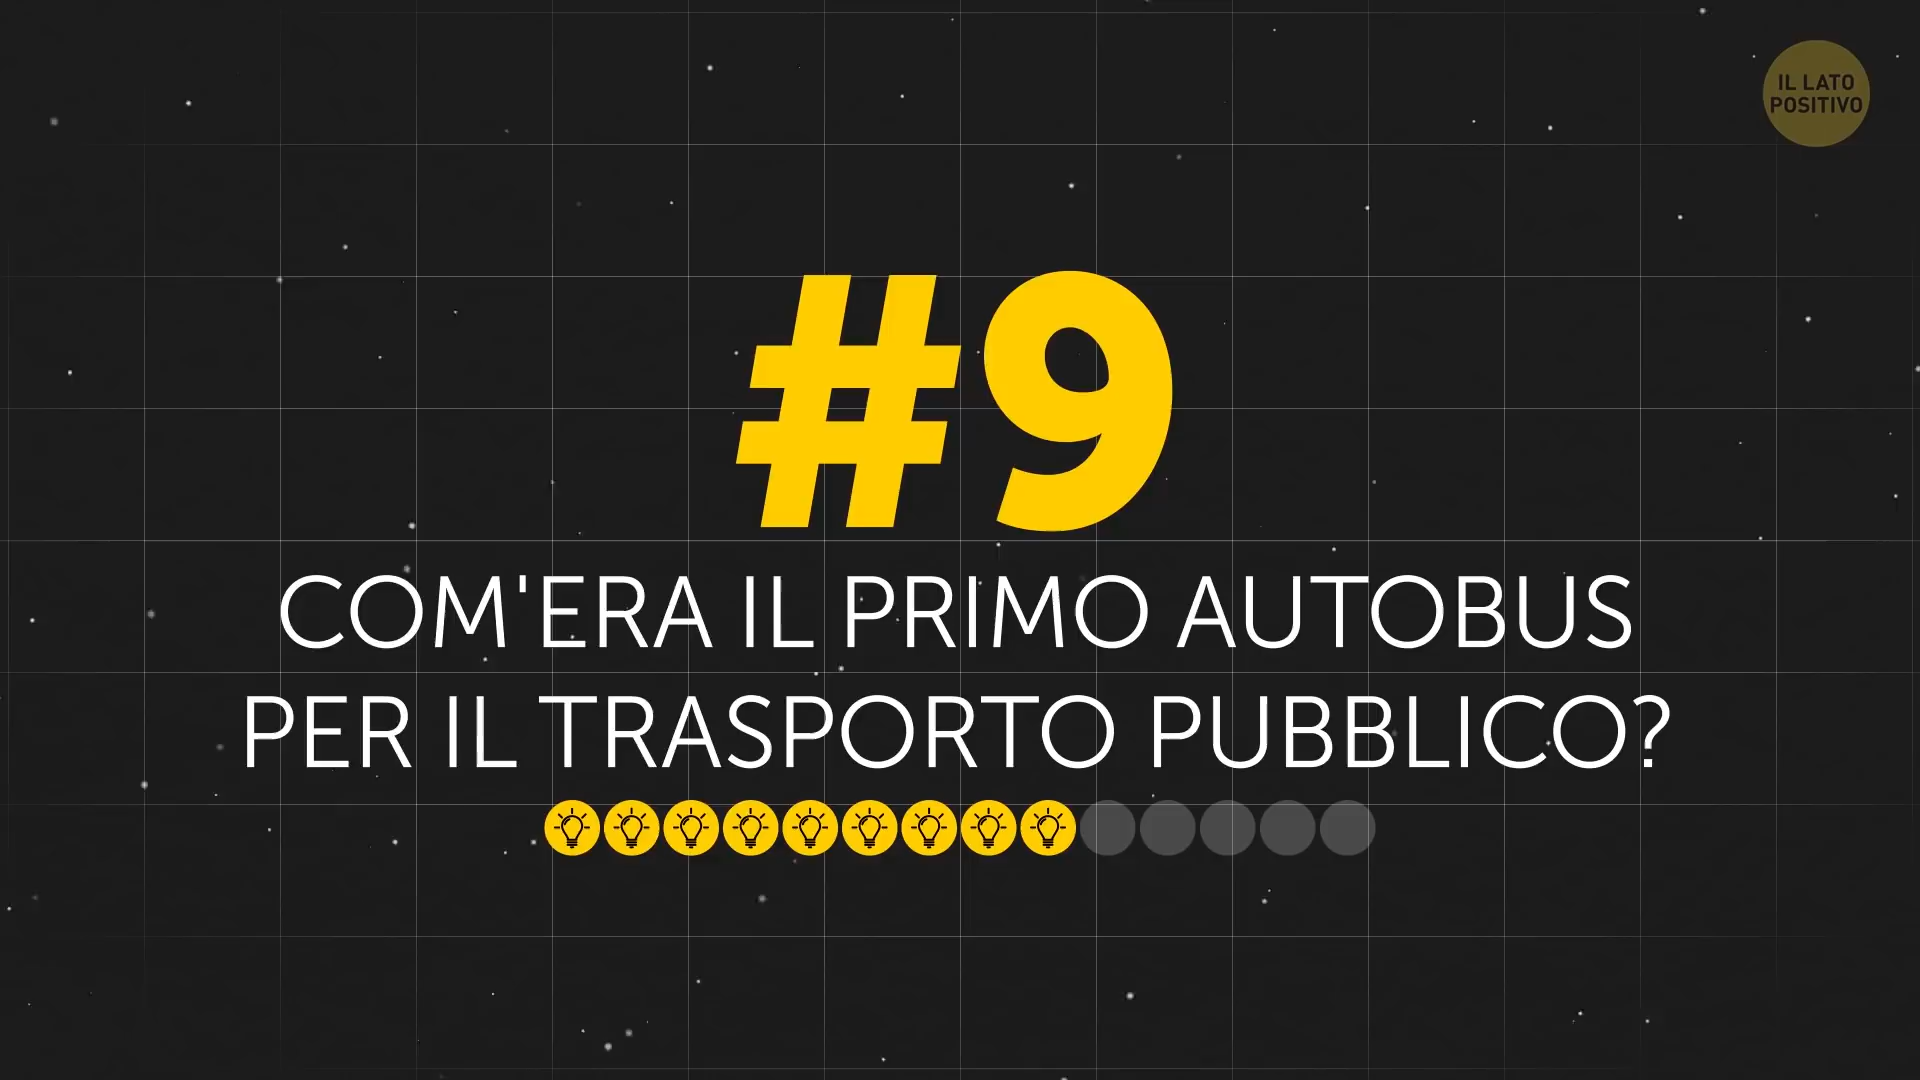 IL LATO
POSITIVO
#9
COM'ERA IL PRIMO AUTOBUS
PER IL TRASPORTO PUBBLICO?